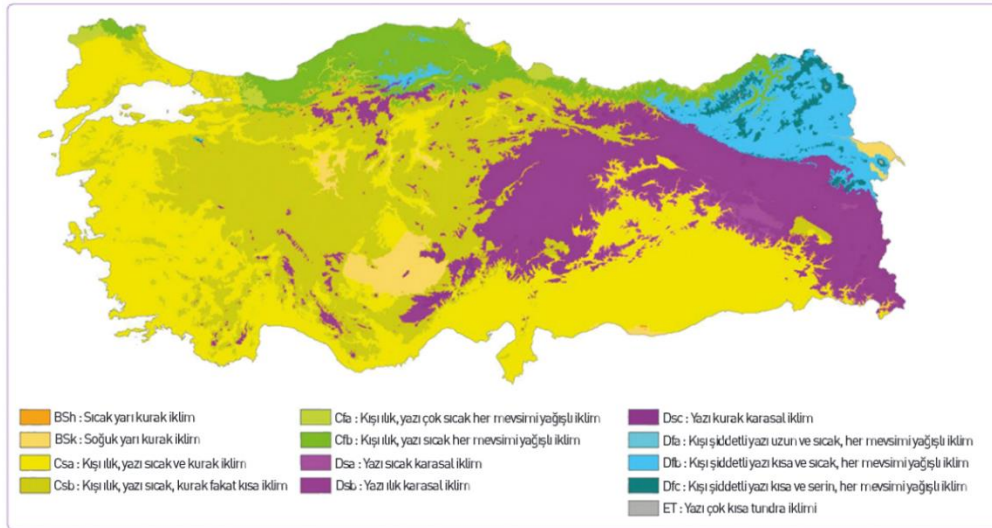 BSh : Sıcak yarı kurak iklim
BSk : Soğuk yarı kurak iklim
Csa : Kışı ılık, yazı sıcak ve kurak iklim
Csb : Kışı ılık, yazı sıcak, kurak fakat kısa iklim
Cfa : Kışı ılık, yazı çok sıcak her mevsimi yağışlı iklim
Cfb : Kışı ılık, yazı sıcak her mevsimi yağışlı iklim
Dsa : Yazı sıcak karasal iklim
Dsb : Yazı ılık karasal iklim
Dsc : Yazı kurak karasal iklim
Dfa : Kışı şiddetli yazı uzun ve sıcak, her mevsimi yağışlı iklim
Dfb : Kışı şiddetli yazı kısa ve sıcak, her mevsimi yağışlı iklim
Dfc : Kışı şiddetli yazı kısa ve serin, her mevsimi yağışlı iklim
ET : Yazı çok kısa tundra iklimi